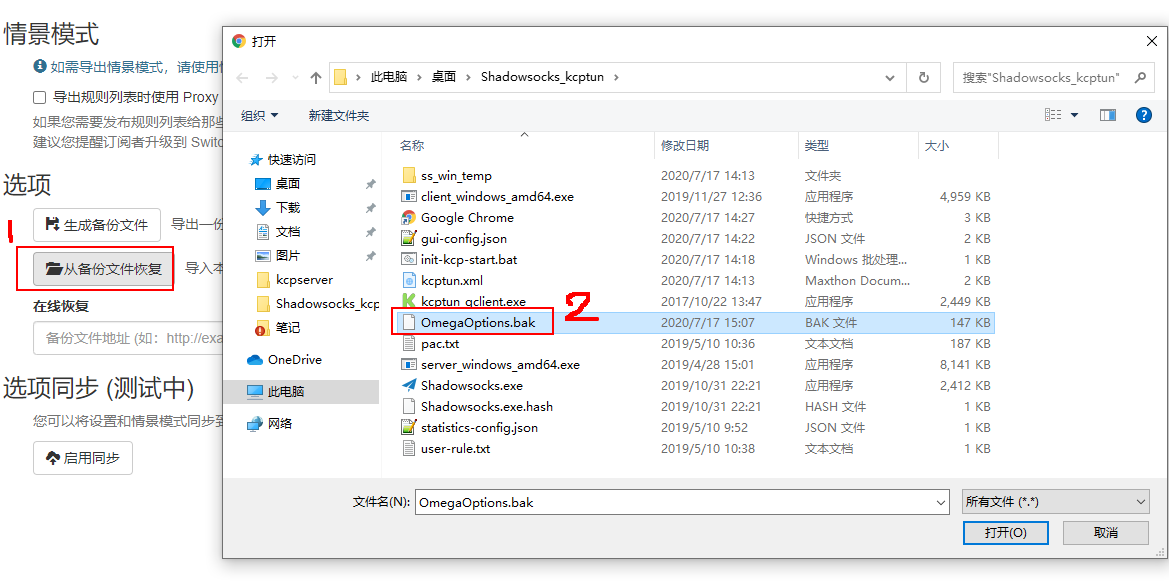 情景模式
如需导出情景模式，请使用
导出规则列表时使用 Proxy
如果您需要发布规则列表给那些
建议您提醒订阅者升级到 Switc
选项
1
生成备份文件
导出一份
从备份文件恢复
导入本
在线恢复
备份文件地址 (如：http://exa
选项同步 (测试中)
您可以将设置和情景模式同步到
启用同步
打开
此电脑 › 桌面 › Shadowsocks_kcptun ›
搜索"Shadowsocks_kcptun"
组织 新建文件夹
快速访问
桌面
下载
文档
图片
kcpserver
Shadowsocks_kcp
笔记
OneDrive
此电脑
网络
名称 修改日期 类型 大小
ss_win_temp 2020/7/17 14:13 文件夹
client_windows_amd64.exe 2019/11/27 12:36 应用程序 4,959 KB
Google Chrome 2020/7/17 14:27 快捷方式 3 KB
gui-config.json 2020/7/17 14:22 JSON 文件 2 KB
init-kcp-start.bat 2020/7/17 14:18 Windows 批处理... 1 KB
kcptun.xml 2020/7/17 14:13 Maxthon Docum... 1 KB
kcptun_gclient.exe 2017/10/22 13:47 应用程序 2,449 KB
OmegaOptions.bak 2020/7/17 15:07 BAK 文件 147 KB
2
pac.txt 2019/5/10 10:36 文本文档 187 KB
server_windows_amd64.exe 2019/4/28 15:01 应用程序 8,141 KB
Shadowsocks.exe 2019/10/31 22:21 应用程序 2,412 KB
Shadowsocks.exe.hash 2019/10/31 22:21 HASH 文件 1 KB
statistics-config.json 2019/5/10 9:52 JSON 文件 1 KB
user-rule.txt 2019/5/10 10:38 文本文档 1 KB
文件名(N): OmegaOptions.bak
所有文件 (*.*)
打开(O) 取消